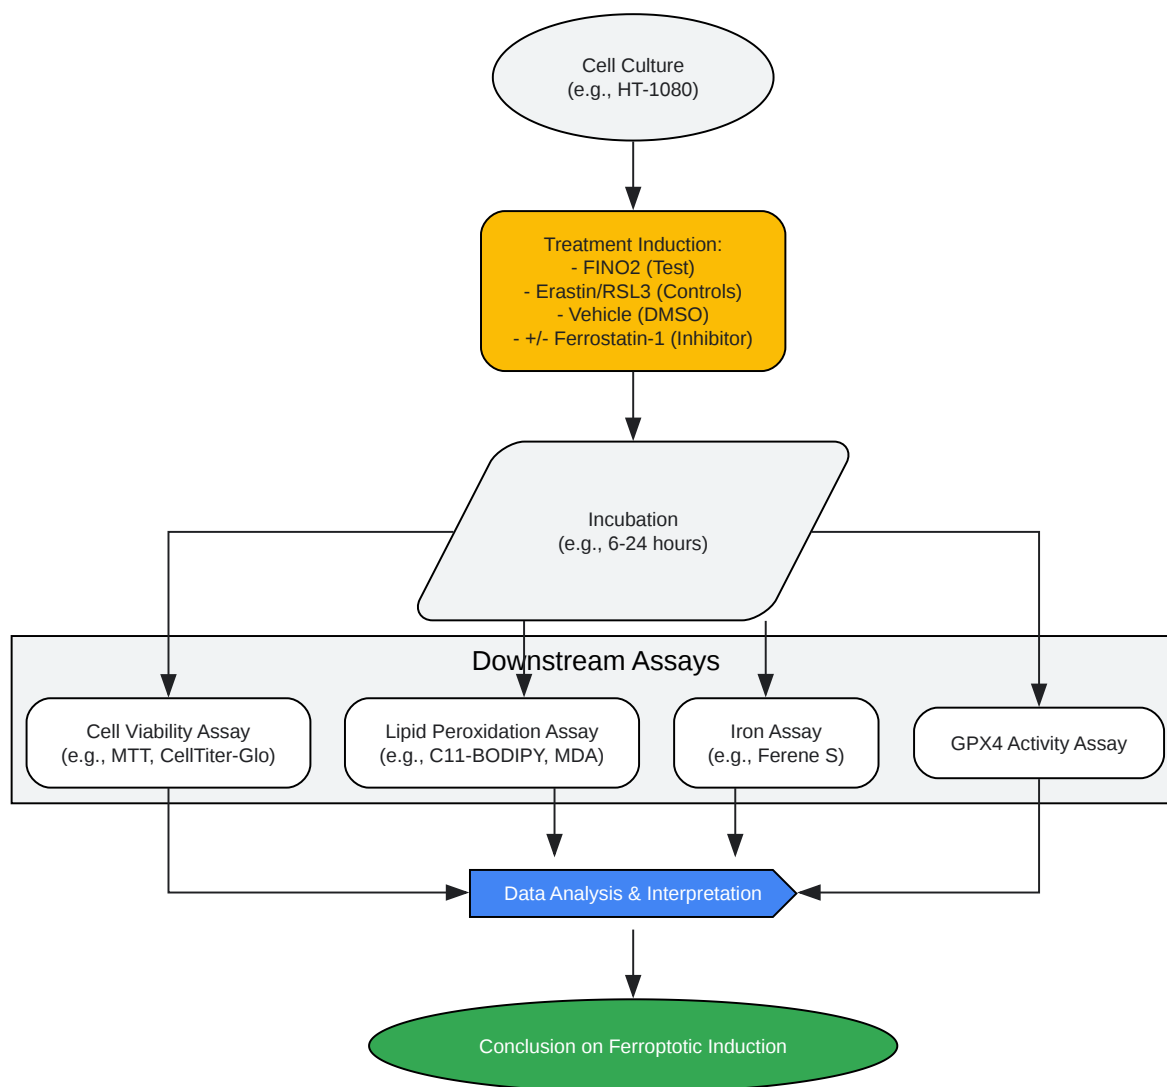 Cell Culture
(e.g., HT-1080)
Treatment Induction:
- FINO2 (Test)
- Erastin/RSL3 (Controls)
- Vehicle (DMSO)
- +/- Ferrostatin-1 (Inhibitor)
Incubation
(e.g., 6-24 hours)
Downstream Assays
Cell Viability Assay
(e.g., MTT, CellTiter-Glo)
Lipid Peroxidation Assay
(e.g., C11-BODIPY, MDA)
Iron Assay
(e.g., Ferene S)
GPX4 Activity Assay
Data Analysis & Interpretation
Conclusion on Ferroptotic Induction